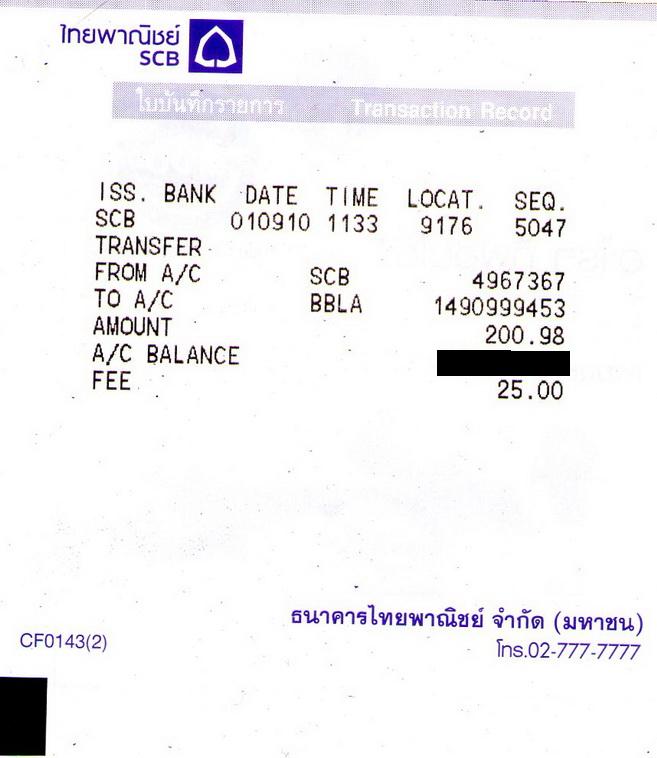 ไทยพาณิชย์
SCB
ใบบันทึกรายการ Transaction Record
ISS. BANK DATE TIME LOCAT. SEQ.
SCB 010910 1133 9176 5047
TRANSFER
FROM A/C SCB 4967367
TO A/C BBLA 1490999453
AMOUNT 200.98
A/C BALANCE
FEE 25.00
ธนาคารไทยพาณิชย์ จำกัด (มหาชน)
CF0143(2) โทร.02-777-7777